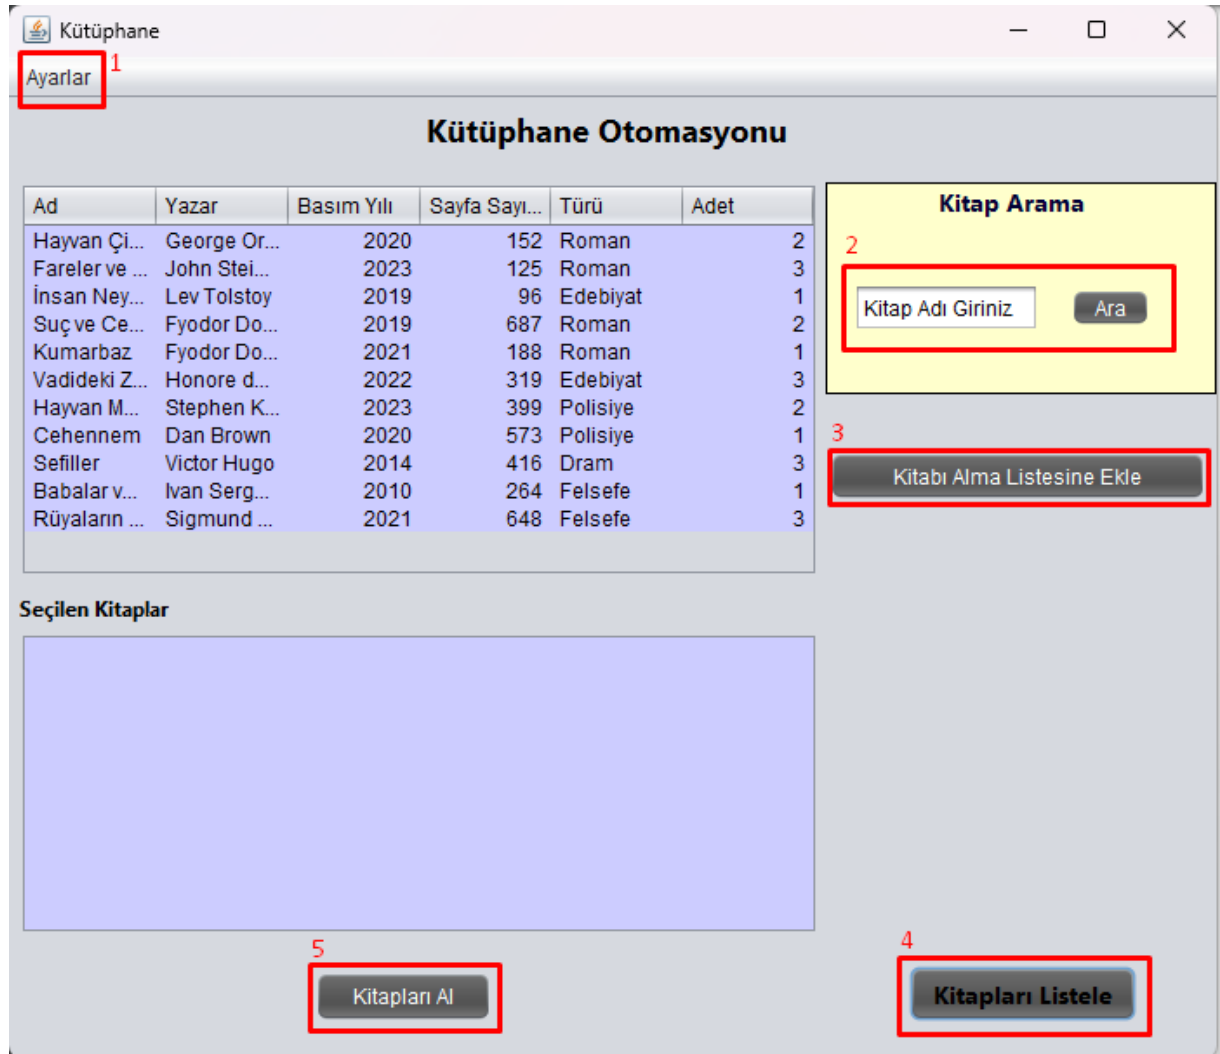 Kütüphane
Ayarlar 1
Kütüphane Otomasyonu
Ad Yazar Basım Yılı Sayfa Sayı... Türü Adet
Hayvan Çi... George Or... 2020 152 Roman 2
Fareler ve ... John Stei... 2023 125 Roman 3
İnsan Ney... Lev Tolstoy 2019 96 Edebiyat 1
Suç ve Ce... Fyodor Do... 2019 687 Roman 2
Kumarbaz Fyodor Do... 2021 188 Roman 1
Vadideki Z... Honore d... 2022 319 Edebiyat 3
Hayvan M... Stephen K... 2023 399 Polisiye 2
Cehennem Dan Brown 2020 573 Polisiye 1
Sefiller Victor Hugo 2014 416 Dram 3
Babalar v... Ivan Serg... 2010 264 Felsefe 1
Rüyaların ... Sigmund ... 2021 648 Felsefe 3
Kitap Arama
2
Kitap Adı Giriniz Ara
3
Kitabı Alma Listesine Ekle
Seçilen Kitaplar
5
Kitapları Al
4
Kitapları Listele